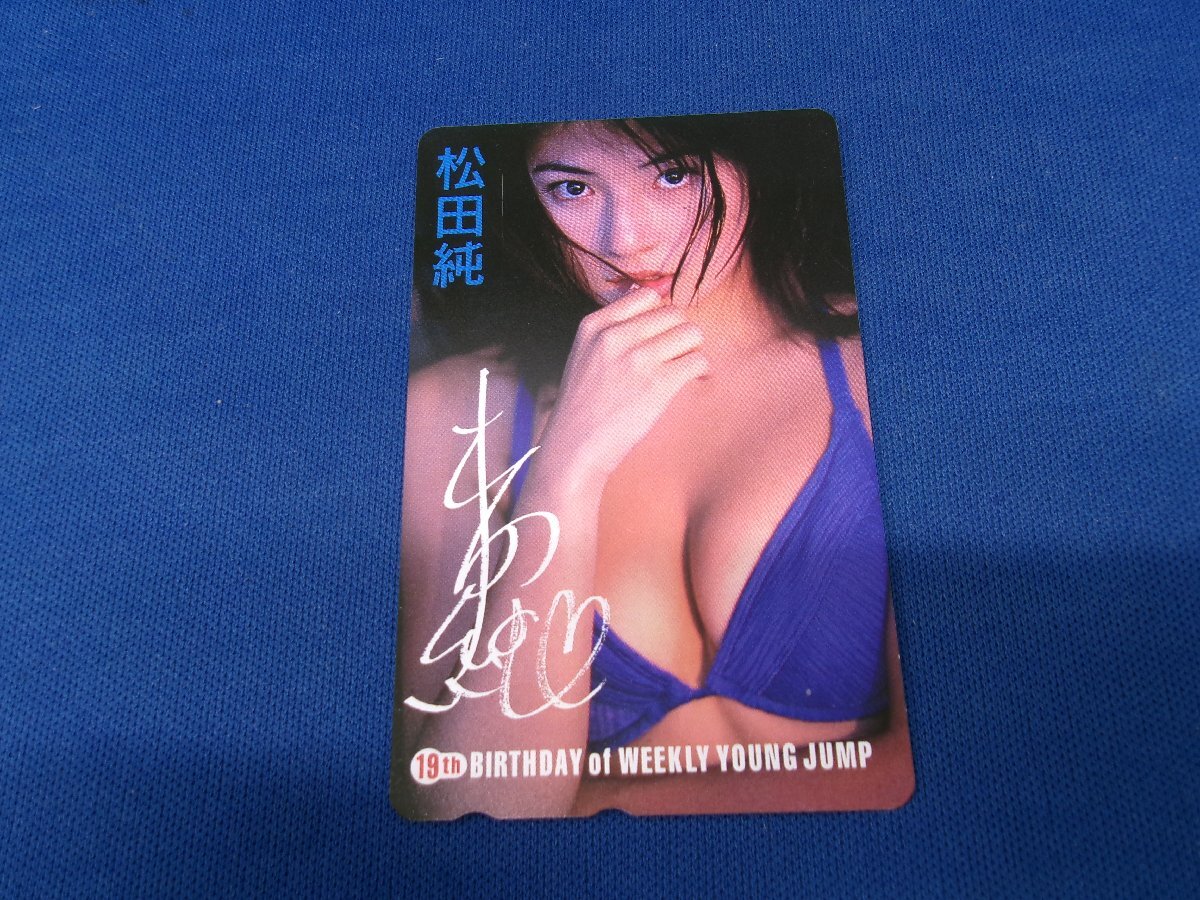 松田純
19th BIRTHDAY of WEEKLY YOUNG JUMP